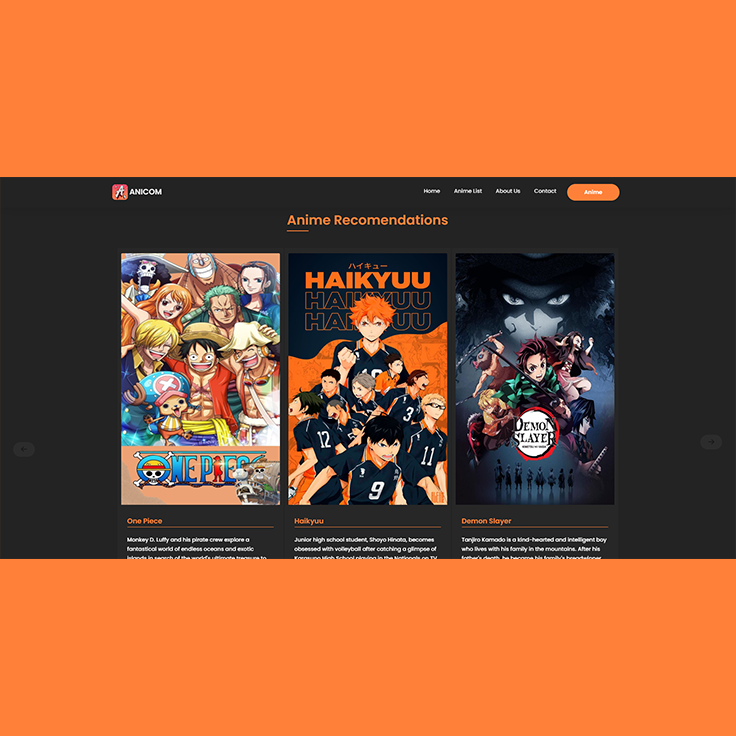 ANICOM
Home
Anime List
About Us
Contact
Anime
Anime Recomendations
ハイキュー
HAIKYUU
HAIKYUU
HAIKYUU
12
3
1
11
9
ONE PIECE
DEMON
SLAYER
One Piece
Haikyuu
Demon Slayer
Monkey D. Luffy and his pirate crew explore a
fantastical world of endless oceans and exotic
islands in search of the world's ultimate treasure to
Junior high school student, Shoyo Hinata, becomes
obsessed with volleyball after catching a glimpse of
Karasuno High School playing in the Nationals on TV.
Tanjiro Kamado is a kind-hearted and intelligent boy
who lives with his family in the mountains. After his
father's death, he became his family's breadwinner,